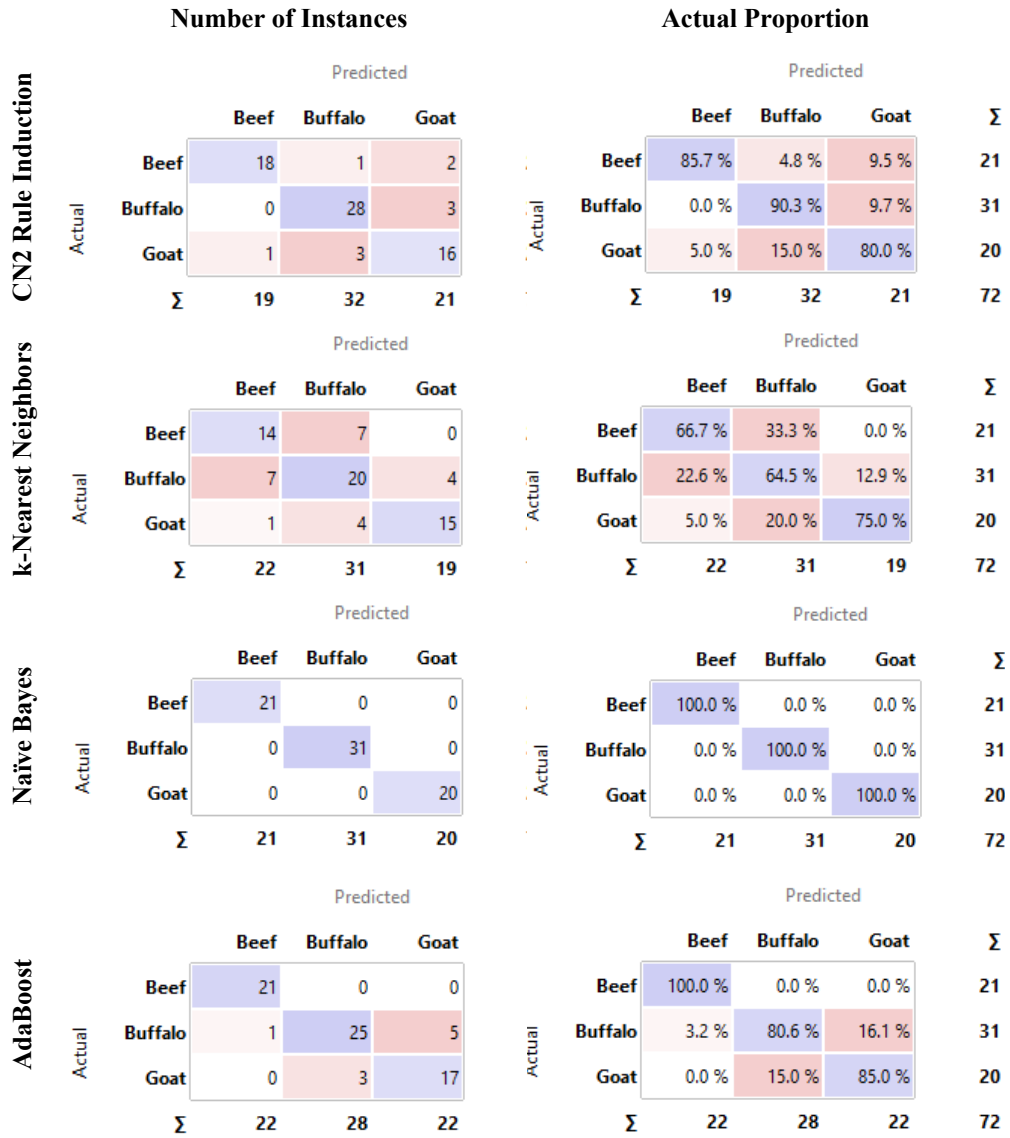 Number of Instances Actual Proportion
CN2 Rule Induction
Predicted
Beef Buffalo Goat
Actual
Beef 18 1 2
Buffalo 0 28 3
Goat 1 3 16
Σ 19 32 21
Predicted
Beef Buffalo Goat Σ
Actual
Beef 85.7 % 4.8 % 9.5 % 21
Buffalo 0.0 % 90.3 % 9.7 % 31
Goat 5.0 % 15.0 % 80.0 % 20
Σ 19 32 21 72
k-Nearest Neighbors
Predicted
Beef Buffalo Goat
Actual
Beef 14 7 0
Buffalo 7 20 4
Goat 1 4 15
Σ 22 31 19
Predicted
Beef Buffalo Goat Σ
Actual
Beef 66.7 % 33.3 % 0.0 % 21
Buffalo 22.6 % 64.5 % 12.9 % 31
Goat 5.0 % 20.0 % 75.0 % 20
Σ 22 31 19 72
Naïve Bayes
Predicted
Beef Buffalo Goat
Actual
Beef 21 0 0
Buffalo 0 31 0
Goat 0 0 20
Σ 21 31 20
Predicted
Beef Buffalo Goat Σ
Actual
Beef 100.0 % 0.0 % 0.0 % 21
Buffalo 0.0 % 100.0 % 0.0 % 31
Goat 0.0 % 0.0 % 100.0 % 20
Σ 21 31 20 72
AdaBoost
Predicted
Beef Buffalo Goat
Actual
Beef 21 0 0
Buffalo 1 25 5
Goat 0 3 17
Σ 22 28 22
Predicted
Beef Buffalo Goat Σ
Actual
Beef 100.0 % 0.0 % 0.0 % 21
Buffalo 3.2 % 80.6 % 16.1 % 31
Goat 0.0 % 15.0 % 85.0 % 20
Σ 22 28 22 72